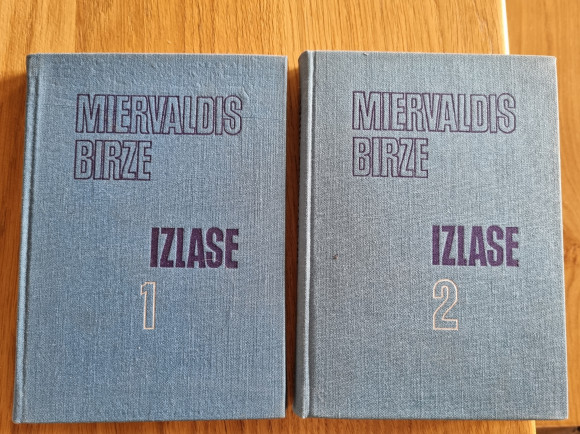 MIERVALDIS
BIRZE
IZLASE
1
MIERVALDIS
BIRZE
IZLASE
2